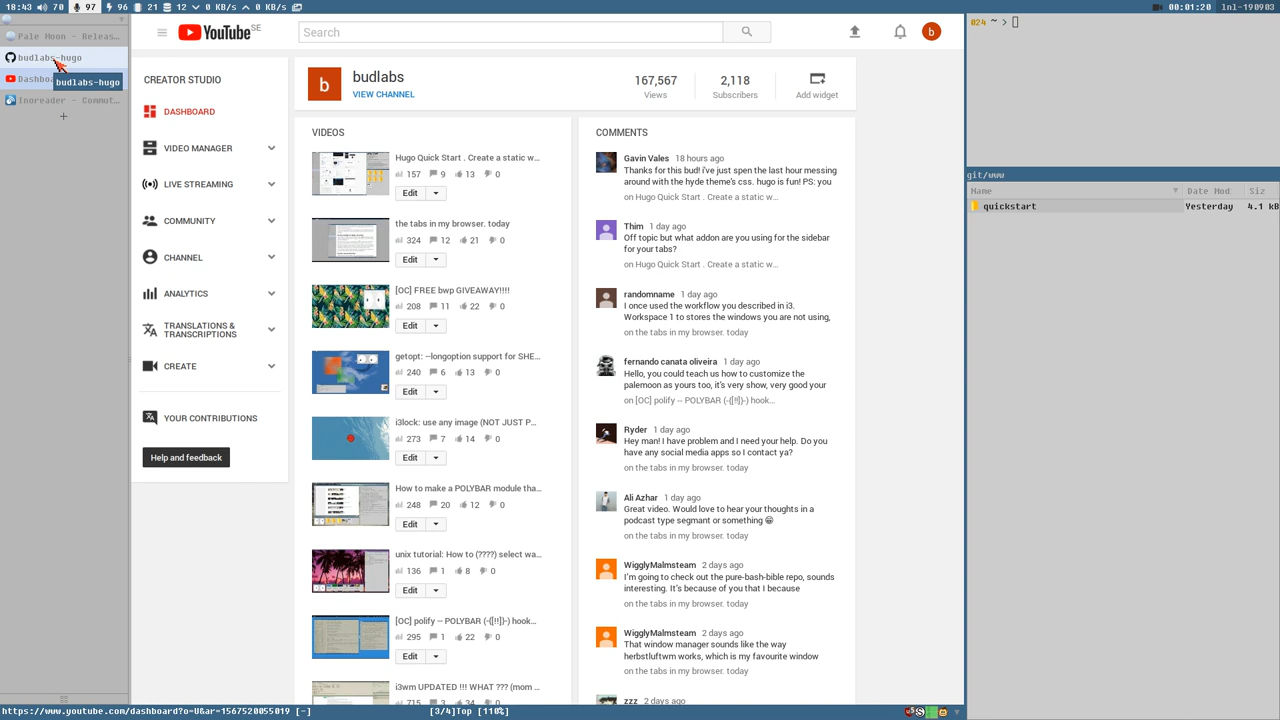 18:43 70 97 96 21 12 0 KB/s 0 KB/s 00:01:20 lnl-190903
Pale Moon - Releas...
budlabs-hugo
Dashbo
budlabs-hugo
Inoreader - Commut...
YouTube SE
Search
b
CREATOR STUDIO
DASHBOARD
VIDEO MANAGER
LIVE STREAMING
COMMUNITY
CHANNEL
ANALYTICS
TRANSLATIONS &
TRANSCRIPTIONS
CREATE
YOUR CONTRIBUTIONS
Help and feedback
b
budlabs
VIEW CHANNEL
167,567
Views
2,118
Subscribers
Add widget
VIDEOS
Hugo Quick Start . Create a static w...
157 9 13 0
Edit
the tabs in my browser. today
324 12 21 0
Edit
[OC] FREE bwp GIVEAWAY!!!!
208 11 22 0
Edit
getopt: --longoption support for SHE...
240 6 13 0
Edit
i3lock: use any image (NOT JUST P...
273 7 14 0
Edit
How to make a POLYBAR module tha...
248 20 12 0
Edit
unix tutorial: How to (????) select wa...
136 1 8 0
Edit
[OC] polify -- POLYBAR (-([!!])-) hook...
295 1 22 0
Edit
i3wm UPDATED !!! WHAT ??? (mom ...
715 3 34 0
COMMENTS
Gavin Vales 18 hours ago
Thanks for this bud! i've just spen the last hour messing
around with the hyde theme's css. hugo is fun! PS: you
on Hugo Quick Start . Create a static w...
Thim 1 day ago
Off topic but what addon are you using for the sidebar
for your tabs?
on Hugo Quick Start . Create a static w...
randomname 1 day ago
I once used the workflow you described in i3.
Workspace 1 to stores the windows you are not using,
on the tabs in my browser. today
fernando canata oliveira 1 day ago
Hello, you could teach us how to customize the
palemoon as yours too, it's very show, very good your
on [OC] polify -- POLYBAR (-([!!])-) hook...
Ryder 1 day ago
Hey man! I have problem and I need your help. Do you
have any social media apps so I contact ya?
on the tabs in my browser. today
Ali Azhar 1 day ago
Great video. Would love to hear your thoughts in a
podcast type segmant or something 😁
on the tabs in my browser. today
WigglyMalmsteam 2 days ago
I'm going to check out the pure-bash-bible repo, sounds
interesting. It's because of you that I because
on the tabs in my browser. today
WigglyMalmsteam 2 days ago
That window manager sounds like the way
herbstluftwm works, which is my favourite window
on the tabs in my browser. today
zzz 2 days ago
024 ~ >
git/www
Name Date Mod Siz
quickstart Yesterday 4.1 kB
https://www.youtube.com/dashboard?o=U&ar=1567520055019 [-] [3/4]Top [110%]